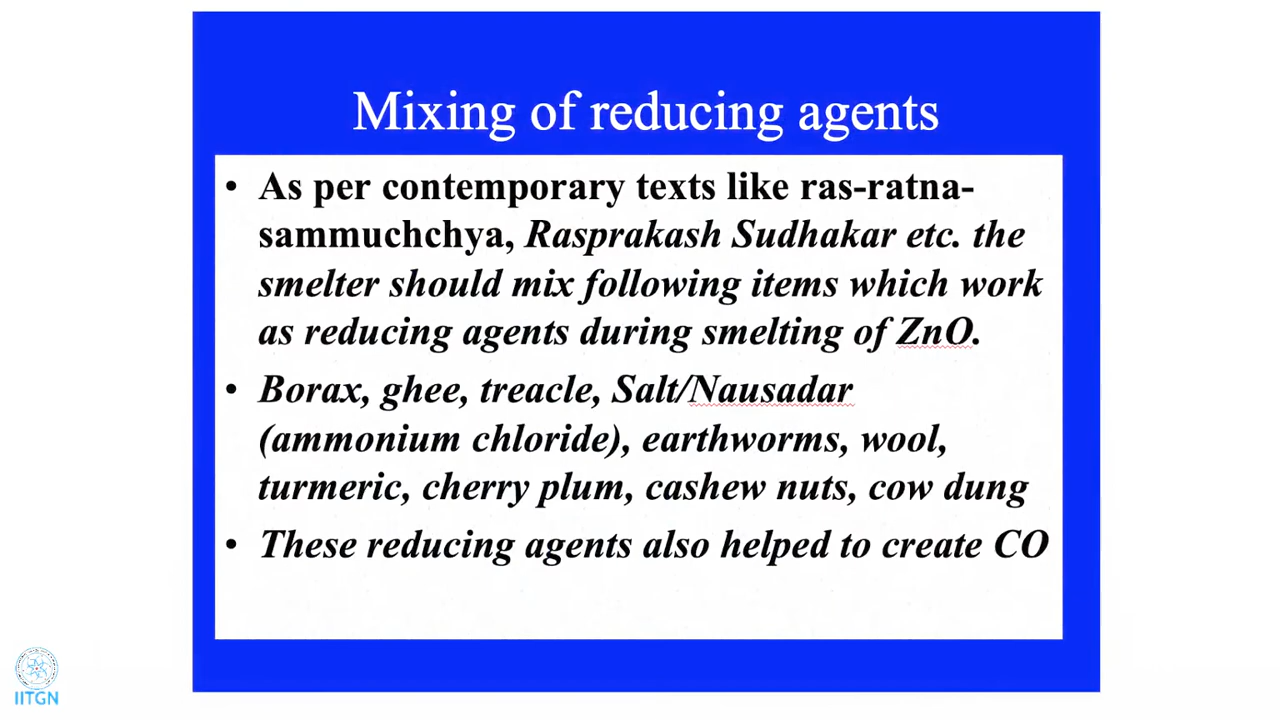 Mixing of reducing agents
• As per contemporary texts like ras-ratna-
sammuchchya, Rasprakash Sudhakar etc. the
smelter should mix following items which work
as reducing agents during smelting of ZnO.
• Borax, ghee, treacle, Salt/Nausadar
(ammonium chloride), earthworms, wool,
turmeric, cherry plum, cashew nuts, cow dung
• These reducing agents also helped to create CO
IITGN